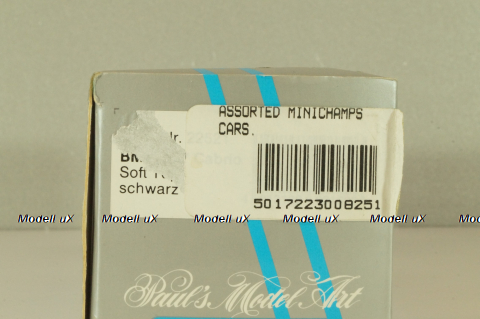 ASSORTED MINICHAMPS
CARS.
BM
Soft
schwarz
5017223008251
Modell uX Modell uX Modell uX Modell uX Modell uX Modell uX
Paul's Model Art